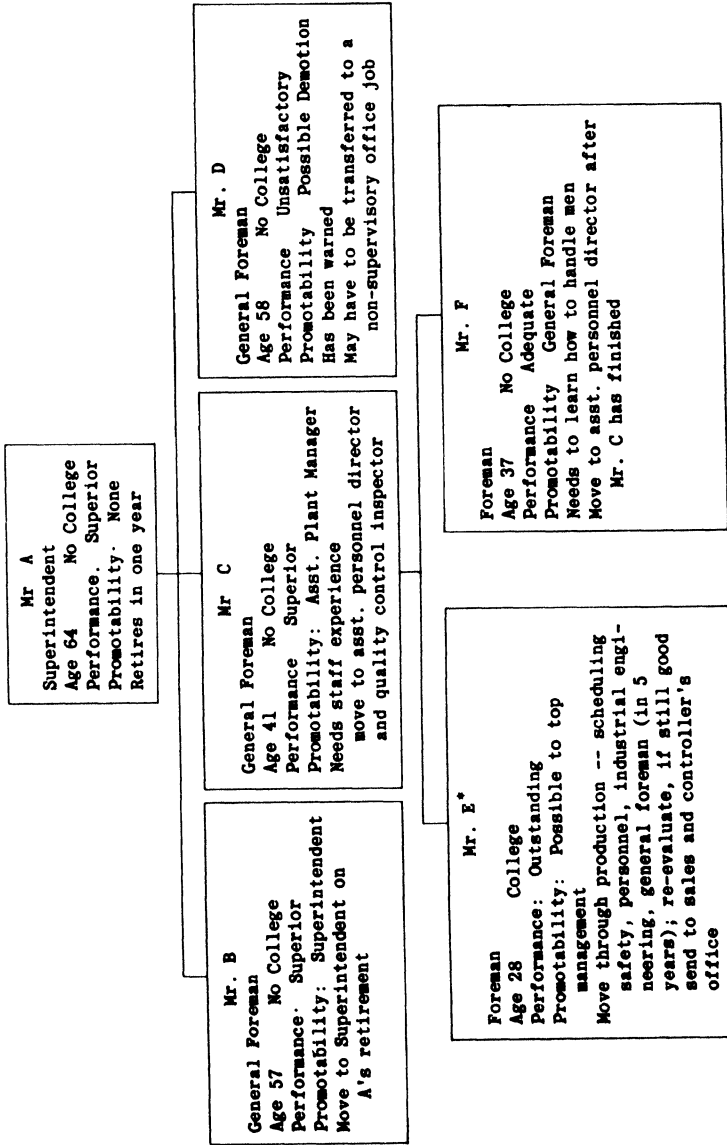 Mr A
Superintendent
Age 64 No College
Performance. Superior
Promotability· None
Retires in one year
Mr. B
General Foreman
Age 57 No College
Performance· Superior
Promotability: Superintendent
Move to Superintendent on
A's retirement
Mr C
General Foreman
Age 41 No College
Performance Superior
Promotability: Asst. Plant Manager
Needs staff experience
move to asst. personnel director
and quality control inspector
Mr. D
General Foreman
Age 58 No College
Performance Unsatisfactory
Promotability Possible Demotion
Has been warned
May have to be transferred to a
non-supervisory office job
Mr. E*
Foreman
Age 28 College
Performance: Outstanding
Promotability: Possible to top
management
Move through production -- scheduling
safety, personnel, industrial engi-
neering, general foreman (in 5
years); re-evaluate, if still good
send to sales and controller's
office
Mr. F
Foreman
Age 37 No College
Performance Adequate
Promotability General Foreman
Needs to learn how to handle men
Move to asst. personnel director after
Mr. C has finished